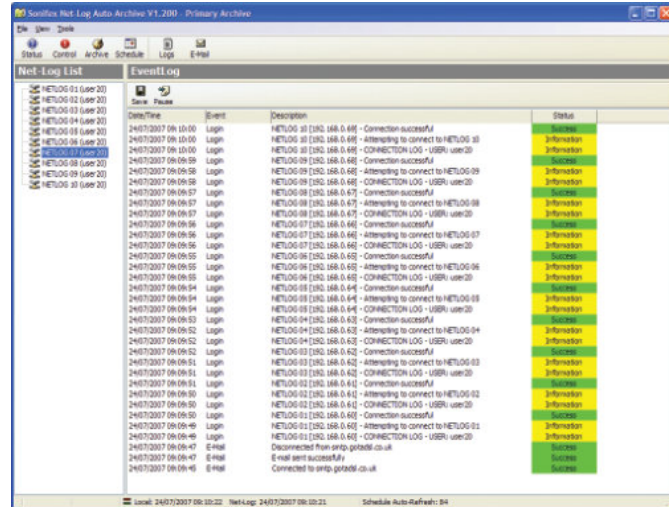 Sonifex Net-Log Auto Archive V1.200 - Primary Archive
File View Tools
Status Control Archive Schedule Logs E-Mail
Net-Log List
EventLog
NETLOG 01 (user20)
NETLOG 02 (user20)
NETLOG 03 (user20)
NETLOG 04 (user20)
NETLOG 05 (user20)
NETLOG 06 (user20)
NETLOG 07 (user20)
NETLOG 08 (user20)
NETLOG 09 (user20)
NETLOG 10 (user20)
Save Pause
Date/Time Event Description Status
24/07/2007 09:10:00 Login NETLOG 10 [192.168.0.69] - Connection successful Success
24/07/2007 09:10:00 Login NETLOG 10 [192.168.0.69] - Attempting to connect to NETLOG 10 Information
24/07/2007 09:10:00 Login NETLOG 10 [192.168.0.69] - CONNECTION LOG - USER: user20 Information
24/07/2007 09:09:59 Login NETLOG 09 [192.168.0.68] - Connection successful Success
24/07/2007 09:09:58 Login NETLOG 09 [192.168.0.68] - Attempting to connect to NETLOG 09 Information
24/07/2007 09:09:58 Login NETLOG 09 [192.168.0.68] - CONNECTION LOG - USER: user20 Information
24/07/2007 09:09:57 Login NETLOG 08 [192.168.0.67] - Connection successful Success
24/07/2007 09:09:57 Login NETLOG 08 [192.168.0.67] - Attempting to connect to NETLOG 08 Information
24/07/2007 09:09:57 Login NETLOG 08 [192.168.0.67] - CONNECTION LOG - USER: user20 Information
24/07/2007 09:09:56 Login NETLOG 07 [192.168.0.66] - Connection successful Success
24/07/2007 09:09:56 Login NETLOG 07 [192.168.0.66] - Attempting to connect to NETLOG 07 Information
24/07/2007 09:09:56 Login NETLOG 07 [192.168.0.66] - CONNECTION LOG - USER: user20 Information
24/07/2007 09:09:55 Login NETLOG 06 [192.168.0.65] - Connection successful Success
24/07/2007 09:09:55 Login NETLOG 06 [192.168.0.65] - Attempting to connect to NETLOG 06 Information
24/07/2007 09:09:55 Login NETLOG 06 [192.168.0.65] - CONNECTION LOG - USER: user20 Information
24/07/2007 09:09:54 Login NETLOG 05 [192.168.0.64] - Connection successful Success
24/07/2007 09:09:54 Login NETLOG 05 [192.168.0.64] - Attempting to connect to NETLOG 05 Information
24/07/2007 09:09:54 Login NETLOG 05 [192.168.0.64] - CONNECTION LOG - USER: user20 Information
24/07/2007 09:09:53 Login NETLOG 04 [192.168.0.63] - Connection successful Success
24/07/2007 09:09:52 Login NETLOG 04 [192.168.0.63] - Attempting to connect to NETLOG 04 Information
24/07/2007 09:09:52 Login NETLOG 04 [192.168.0.63] - CONNECTION LOG - USER: user20 Information
24/07/2007 09:09:52 Login NETLOG 03 [192.168.0.62] - Connection successful Success
24/07/2007 09:09:51 Login NETLOG 03 [192.168.0.62] - Attempting to connect to NETLOG 03 Information
24/07/2007 09:09:51 Login NETLOG 03 [192.168.0.62] - CONNECTION LOG - USER: user20 Information
24/07/2007 09:09:51 Login NETLOG 02 [192.168.0.61] - Connection successful Success
24/07/2007 09:09:50 Login NETLOG 02 [192.168.0.61] - Attempting to connect to NETLOG 02 Information
24/07/2007 09:09:50 Login NETLOG 02 [192.168.0.61] - CONNECTION LOG - USER: user20 Information
24/07/2007 09:09:50 Login NETLOG 01 [192.168.0.60] - Connection successful Success
24/07/2007 09:09:49 Login NETLOG 01 [192.168.0.60] - Attempting to connect to NETLOG 01 Information
24/07/2007 09:09:49 Login NETLOG 01 [192.168.0.60] - CONNECTION LOG - USER: user20 Information
24/07/2007 09:09:47 E-Mail Disconnected from smtp.gotadsl.co.uk Success
24/07/2007 09:09:47 E-Mail E-mail sent successfully Success
24/07/2007 09:09:45 E-Mail Connected to smtp.gotadsl.co.uk Success
Local: 24/07/2007 09:10:22 Net-Log: 24/07/2007 09:10:21 Schedule Auto-Refresh: 84